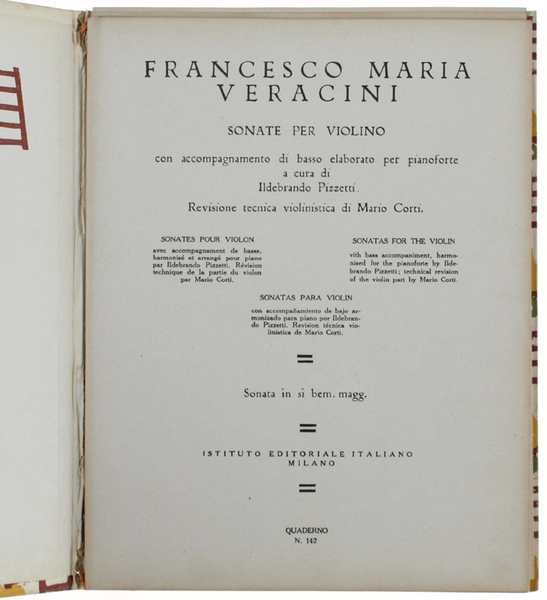 FRANCESCO MARIA
VERACINI
SONATE PER VIOLINO
con accompagnamento di basso elaborato per pianoforte
a cura di
Ildebrando Pizzetti.
Revisione tecnica violinistica di Mario Corti.
SONATES POUR VIOLON
avec accompagnament de basse,
harmonisé et arrangé pour piano
par Ildebrando Pizzetti. Révision
technique de la partie du violon
par Mario Corti.
SONATAS FOR THE VIOLIN
vith bass accompaniment, harmo-
nised for the pianoforte by Ilde-
brando Pizzetti; technical revision
of the violin part by Mario Corti.
SONATAS PARA VIOLIN
con accompañamiento de bajo ar-
monizado para piano por Ildebran-
do Pizzetti. Revision técnica vio-
linistica de Mario Corti.
Sonata in si bem. magg.
ISTITUTO EDITORIALE ITALIANO
MILANO
QUADERNO
N. 142